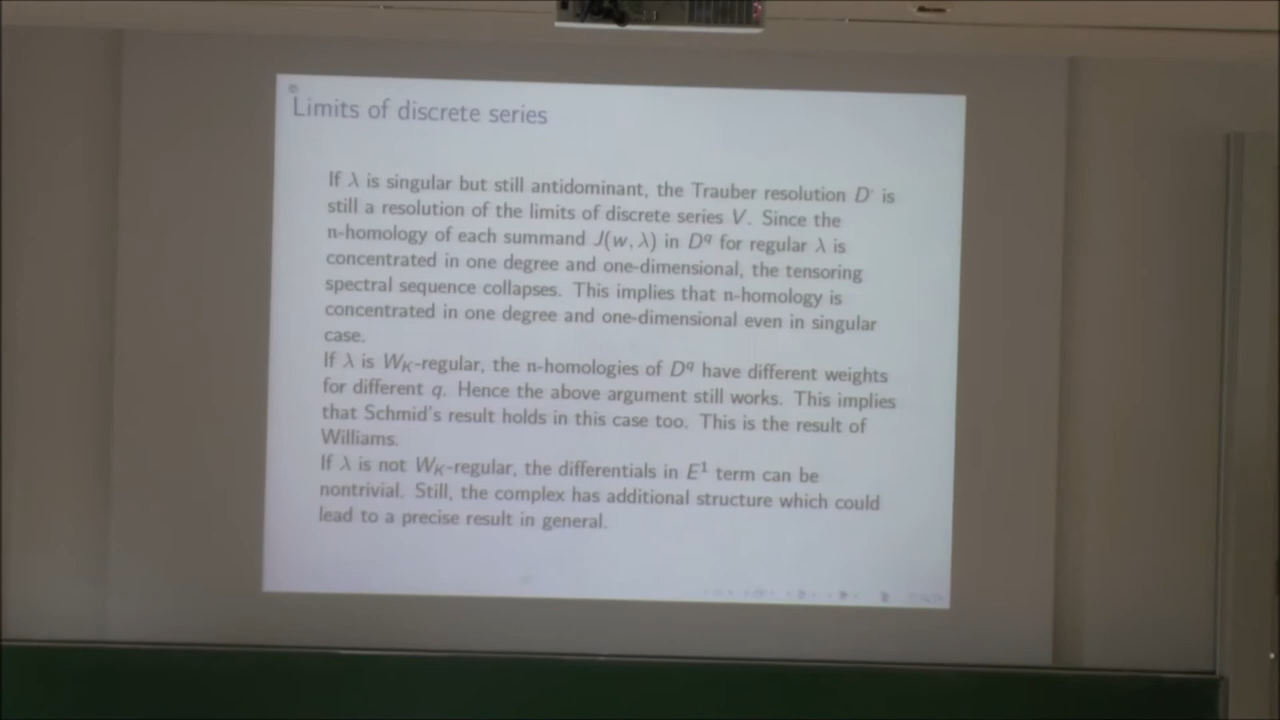 Limits of discrete series
If λ is singular but still antidominant, the Trauber resolution D˙ is
still a resolution of the limits of discrete series V. Since the
n-homology of each summand J(w, λ) in D^q for regular λ is
concentrated in one degree and one-dimensional, the tensoring
spectral sequence collapses. This implies that n-homology is
concentrated in one degree and one-dimensional even in singular
case.
If λ is W_K-regular, the n-homologies of D^q have different weights
for different q. Hence the above argument still works. This implies
that Schmid's result holds in this case too. This is the result of
Williams.
If λ is not W_K-regular, the differentials in E^1 term can be
nontrivial. Still, the complex has additional structure which could
lead to a precise result in general.